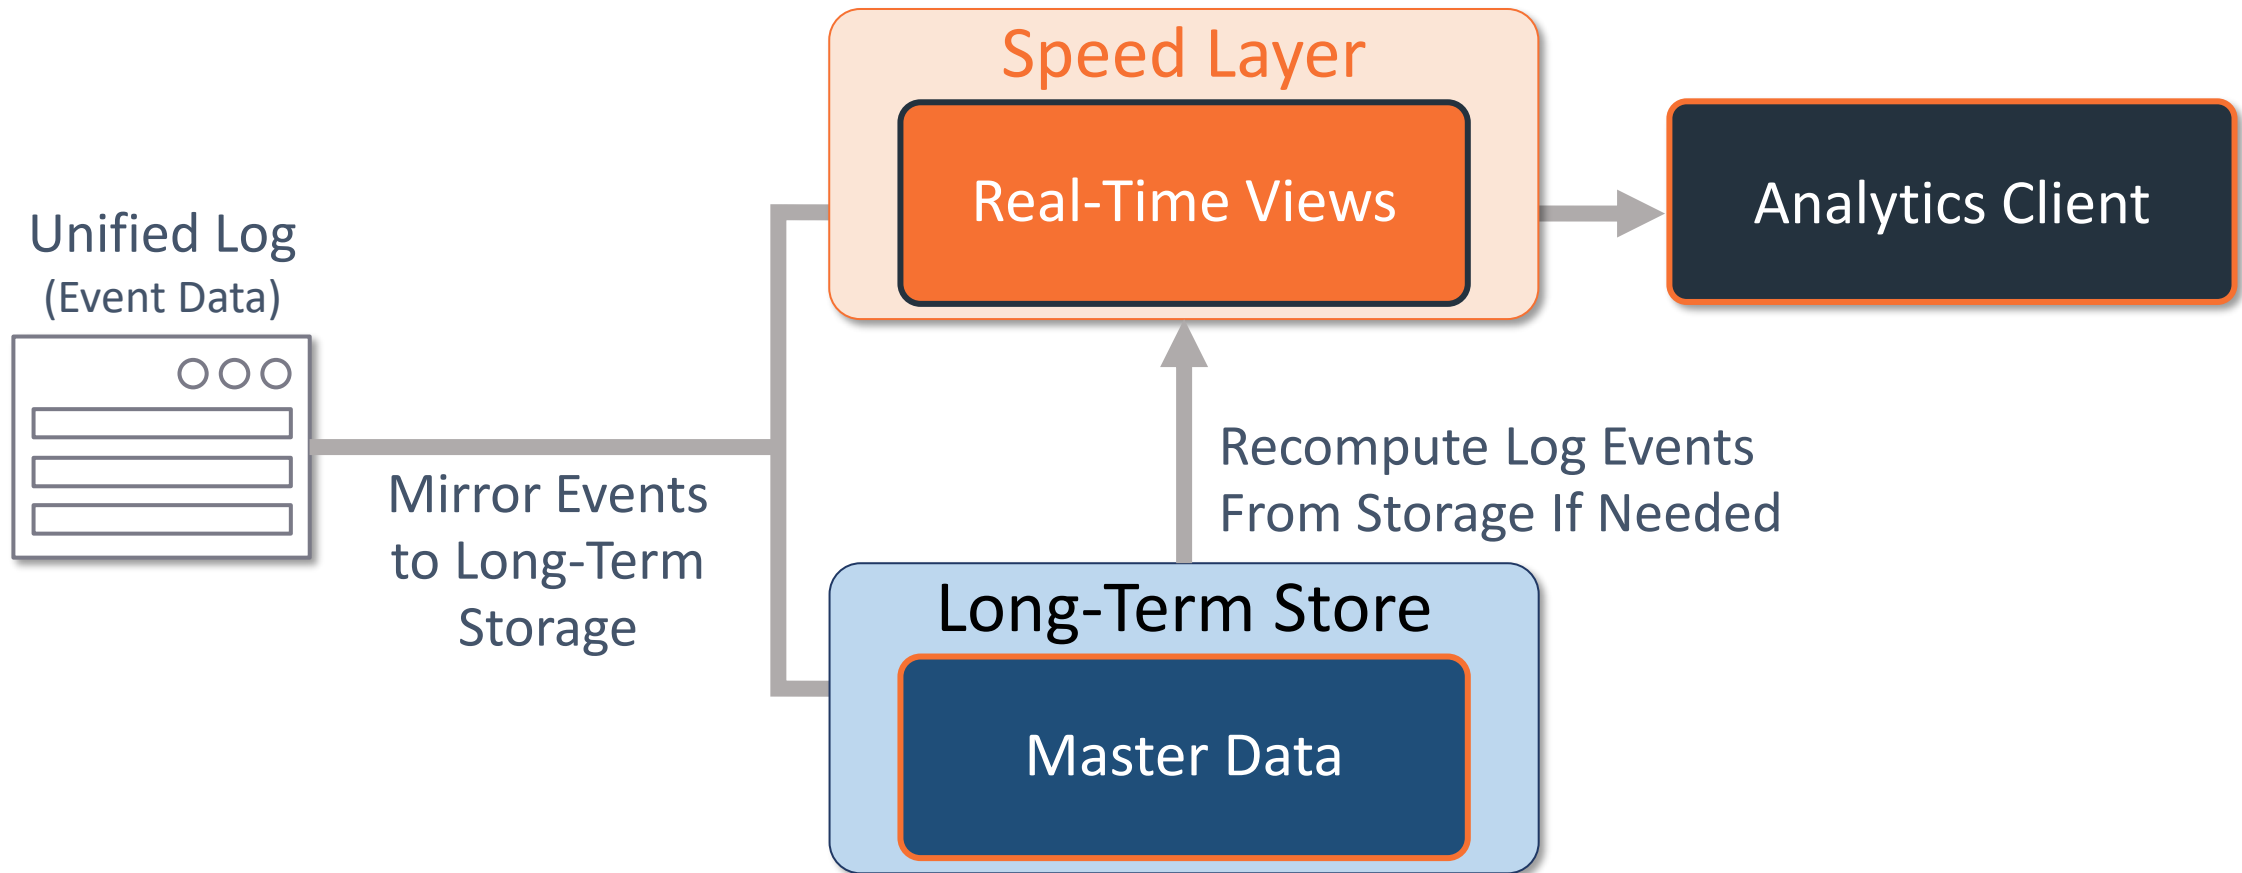 Speed Layer
Real-Time Views
Analytics Client
Unified Log
(Event Data)
Mirror Events
to Long-Term
Storage
Recompute Log Events
From Storage If Needed
Long-Term Store
Master Data